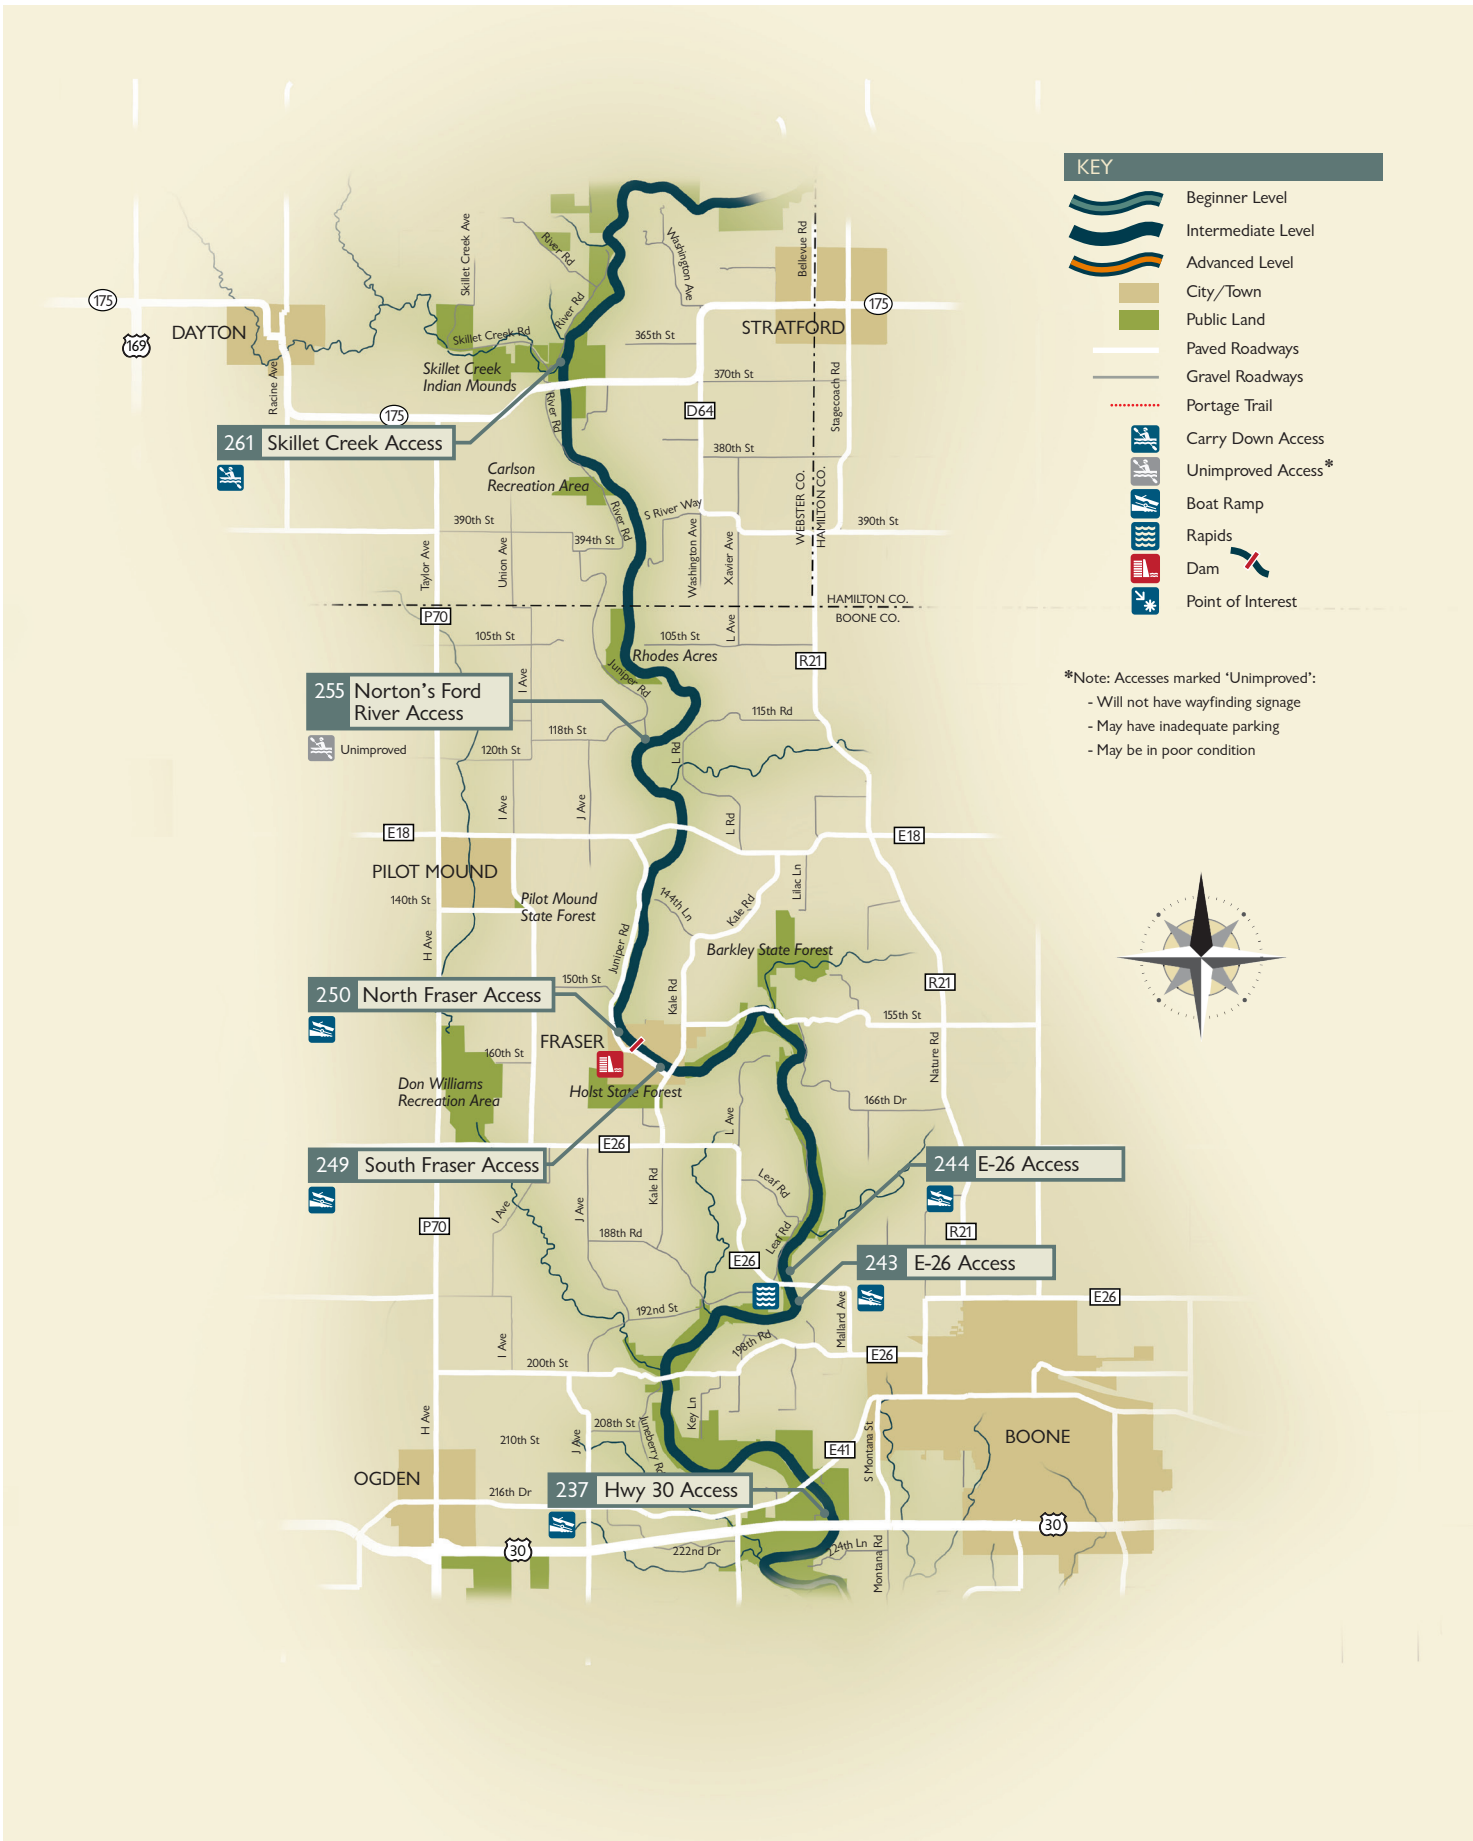 KEY
Beginner Level
Intermediate Level
Advanced Level
City/Town
Public Land
Paved Roadways
Gravel Roadways
Portage Trail
Carry Down Access
Unimproved Access*
Boat Ramp
Rapids
Dam
Point of Interest
*Note: Accesses marked ‘Unimproved’:
- Will not have wayfinding signage
- May have inadequate parking
- May be in poor condition
Skillet Creek Ave
River Rd
Washington Ave
Bellevue Rd
175
169
DAYTON
Racine Ave
River Rd
Skillet Creek Rd
365th St
STRATFORD
175
Skillet Creek
Indian Mounds
370th St
Stagecoach Rd
175
River Rd
D64
261 Skillet Creek Access
380th St
Carlson
Recreation Area
WEBSTER CO.
HAMILTON CO.
River Rd
S River Way
390th St
390th St
394th St
Taylor Ave
Union Ave
Washington Ave
Xavier Ave
HAMILTON CO.
BOONE CO.
P70
105th St
105th St
L Ave
Rhodes Acres
R21
Juniper Rd
I Ave
255 Norton’s Ford
River Access
Unimproved
115th Rd
118th St
120th St
L Rd
I Ave
J Ave
L Rd
E18
E18
PILOT MOUND
140th St
Pilot Mound
State Forest
144th Ln
Kale Rd
Lilac Ln
H Ave
Juniper Rd
Barkley State Forest
150th St
250 North Fraser Access
Kale Rd
R21
155th St
FRASER
160th St
Nature Rd
Don Williams
Recreation Area
Holst State Forest
166th Dr
L Ave
E26
249 South Fraser Access
244 E-26 Access
Leaf Rd
Kale Rd
I Ave
J Ave
P70
188th Rd
Leaf Rd
R21
E26
243 E-26 Access
E26
192nd St
Mallard Ave
198th Rd
I Ave
200th St
E26
H Ave
Key Ln
208th St
Juneberry Rd
210th St
J Ave
S Montana St
E41
BOONE
OGDEN
216th Dr
237 Hwy 30 Access
30
30
222nd Dr
Montana Rd